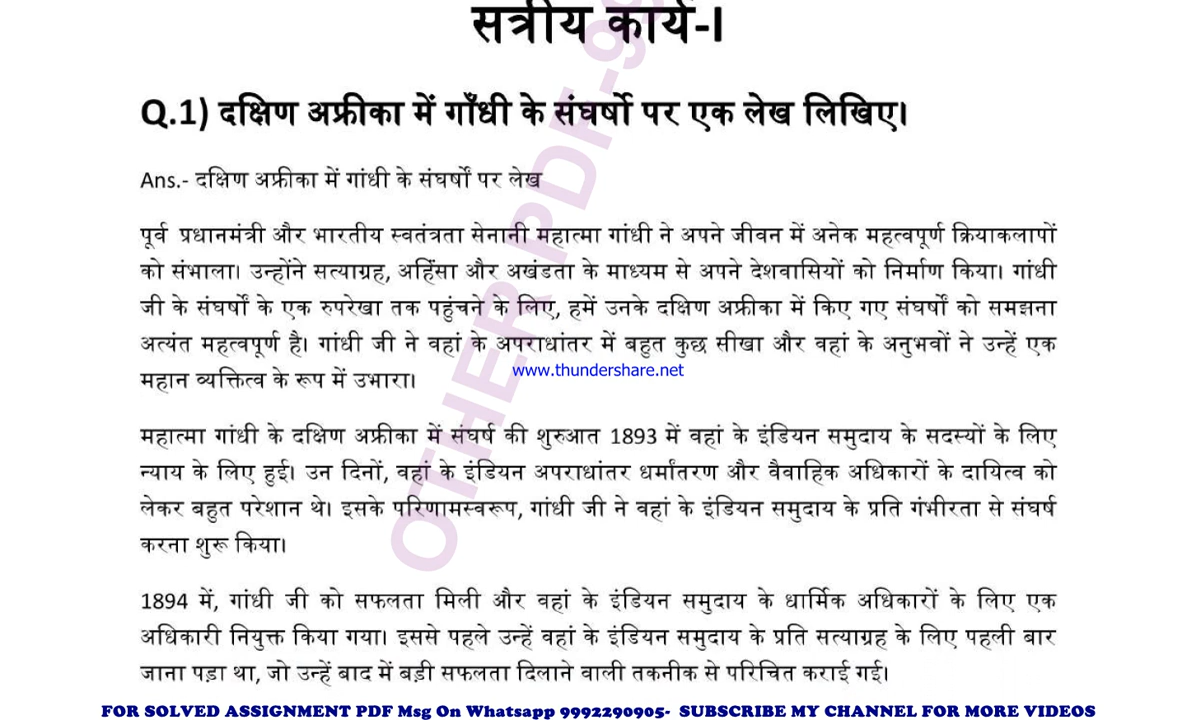 सत्रीय कार्य-I
Q.1) दक्षिण अफ्रीका में गाँधी के संघर्षो पर एक लेख लिखिए।
Ans.- दक्षिण अफ्रीका में गांधी के संघर्षों पर लेख
पूर्व प्रधानमंत्री और भारतीय स्वतंत्रता सेनानी महात्मा गांधी ने अपने जीवन में अनेक महत्वपूर्ण क्रियाकलापों
को संभाला। उन्होंने सत्याग्रह, अहिंसा और अखंडता के माध्यम से अपने देशवासियों को निर्माण किया। गांधी
जी के संघर्षों के एक रुपरेखा तक पहुंचने के लिए, हमें उनके दक्षिण अफ्रीका में किए गए संघर्षों को समझना
अत्यंत महत्वपूर्ण है। गांधी जी ने वहां के अपराधांतर में बहुत कुछ सीखा और वहां के अनुभवों ने उन्हें एक
www.thundershare.net
महान व्यक्तित्व के रूप में उभारा।
महात्मा गांधी के दक्षिण अफ्रीका में संघर्ष की शुरुआत 1893 में वहां के इंडियन समुदाय के सदस्यों के लिए
न्याय के लिए हुई। उन दिनों, वहां के इंडियन अपराधांतर धर्मांतरण और वैवाहिक अधिकारों के दायित्व को
लेकर बहुत परेशान थे। इसके परिणामस्वरूप, गांधी जी ने वहां के इंडियन समुदाय के प्रति गंभीरता से संघर्ष
करना शुरू किया।
1894 में, गांधी जी को सफलता मिली और वहां के इंडियन समुदाय के धार्मिक अधिकारों के लिए एक
अधिकारी नियुक्त किया गया। इससे पहले उन्हें वहां के इंडियन समुदाय के प्रति सत्याग्रह के लिए पहली बार
जाना पड़ा था, जो उन्हें बाद में बड़ी सफलता दिलाने वाली तकनीक से परिचित कराई गई।
OTHER PDF-99
FOR SOLVED ASSIGNMENT PDF Msg On Whatsapp 9992290905- SUBSCRIBE MY CHANNEL FOR MORE VIDEOS